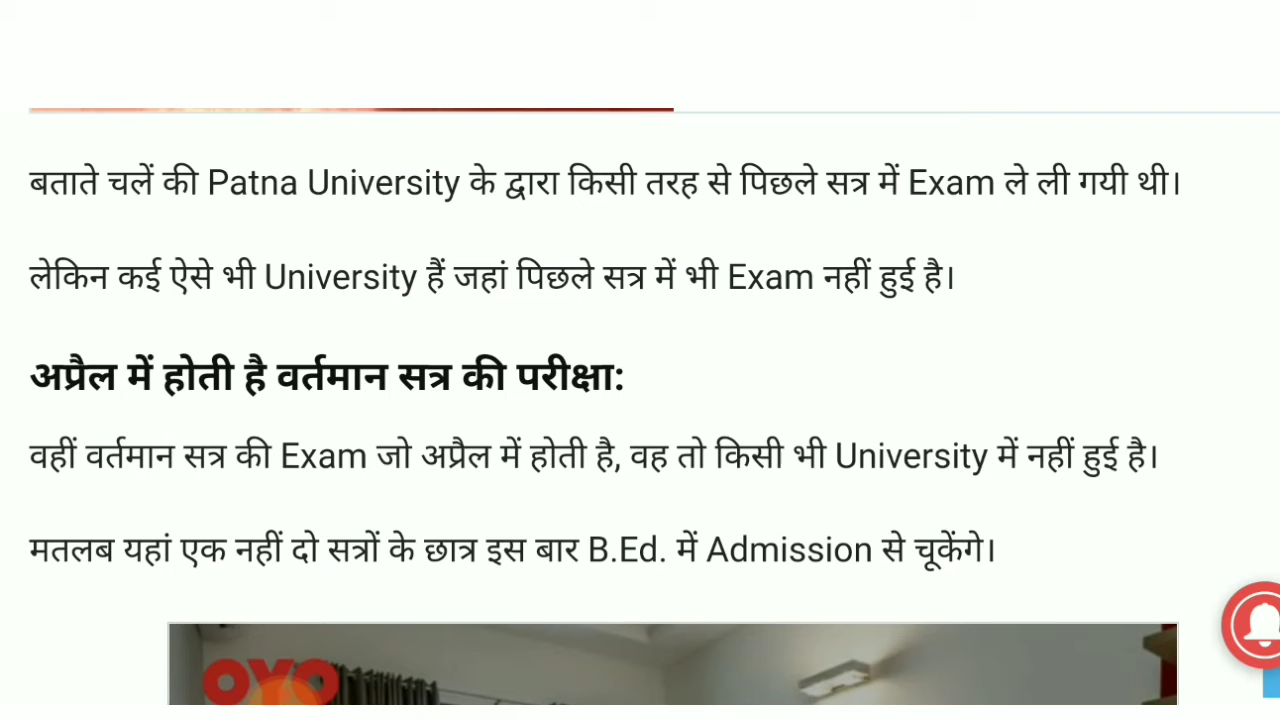 बताते चलें की Patna University के द्वारा किसी तरह से पिछले सत्र में Exam ले ली गयी थी।
लेकिन कई ऐसे भी University हैं जहां पिछले सत्र में भी Exam नहीं हुई है।
अप्रैल में होती है वर्तमान सत्र की परीक्षा:
वहीं वर्तमान सत्र की Exam जो अप्रैल में होती है, वह तो किसी भी University में नहीं हुई है।
मतलब यहां एक नहीं दो सत्रों के छात्र इस बार B.Ed. में Admission से चूकेंगे।
OYO